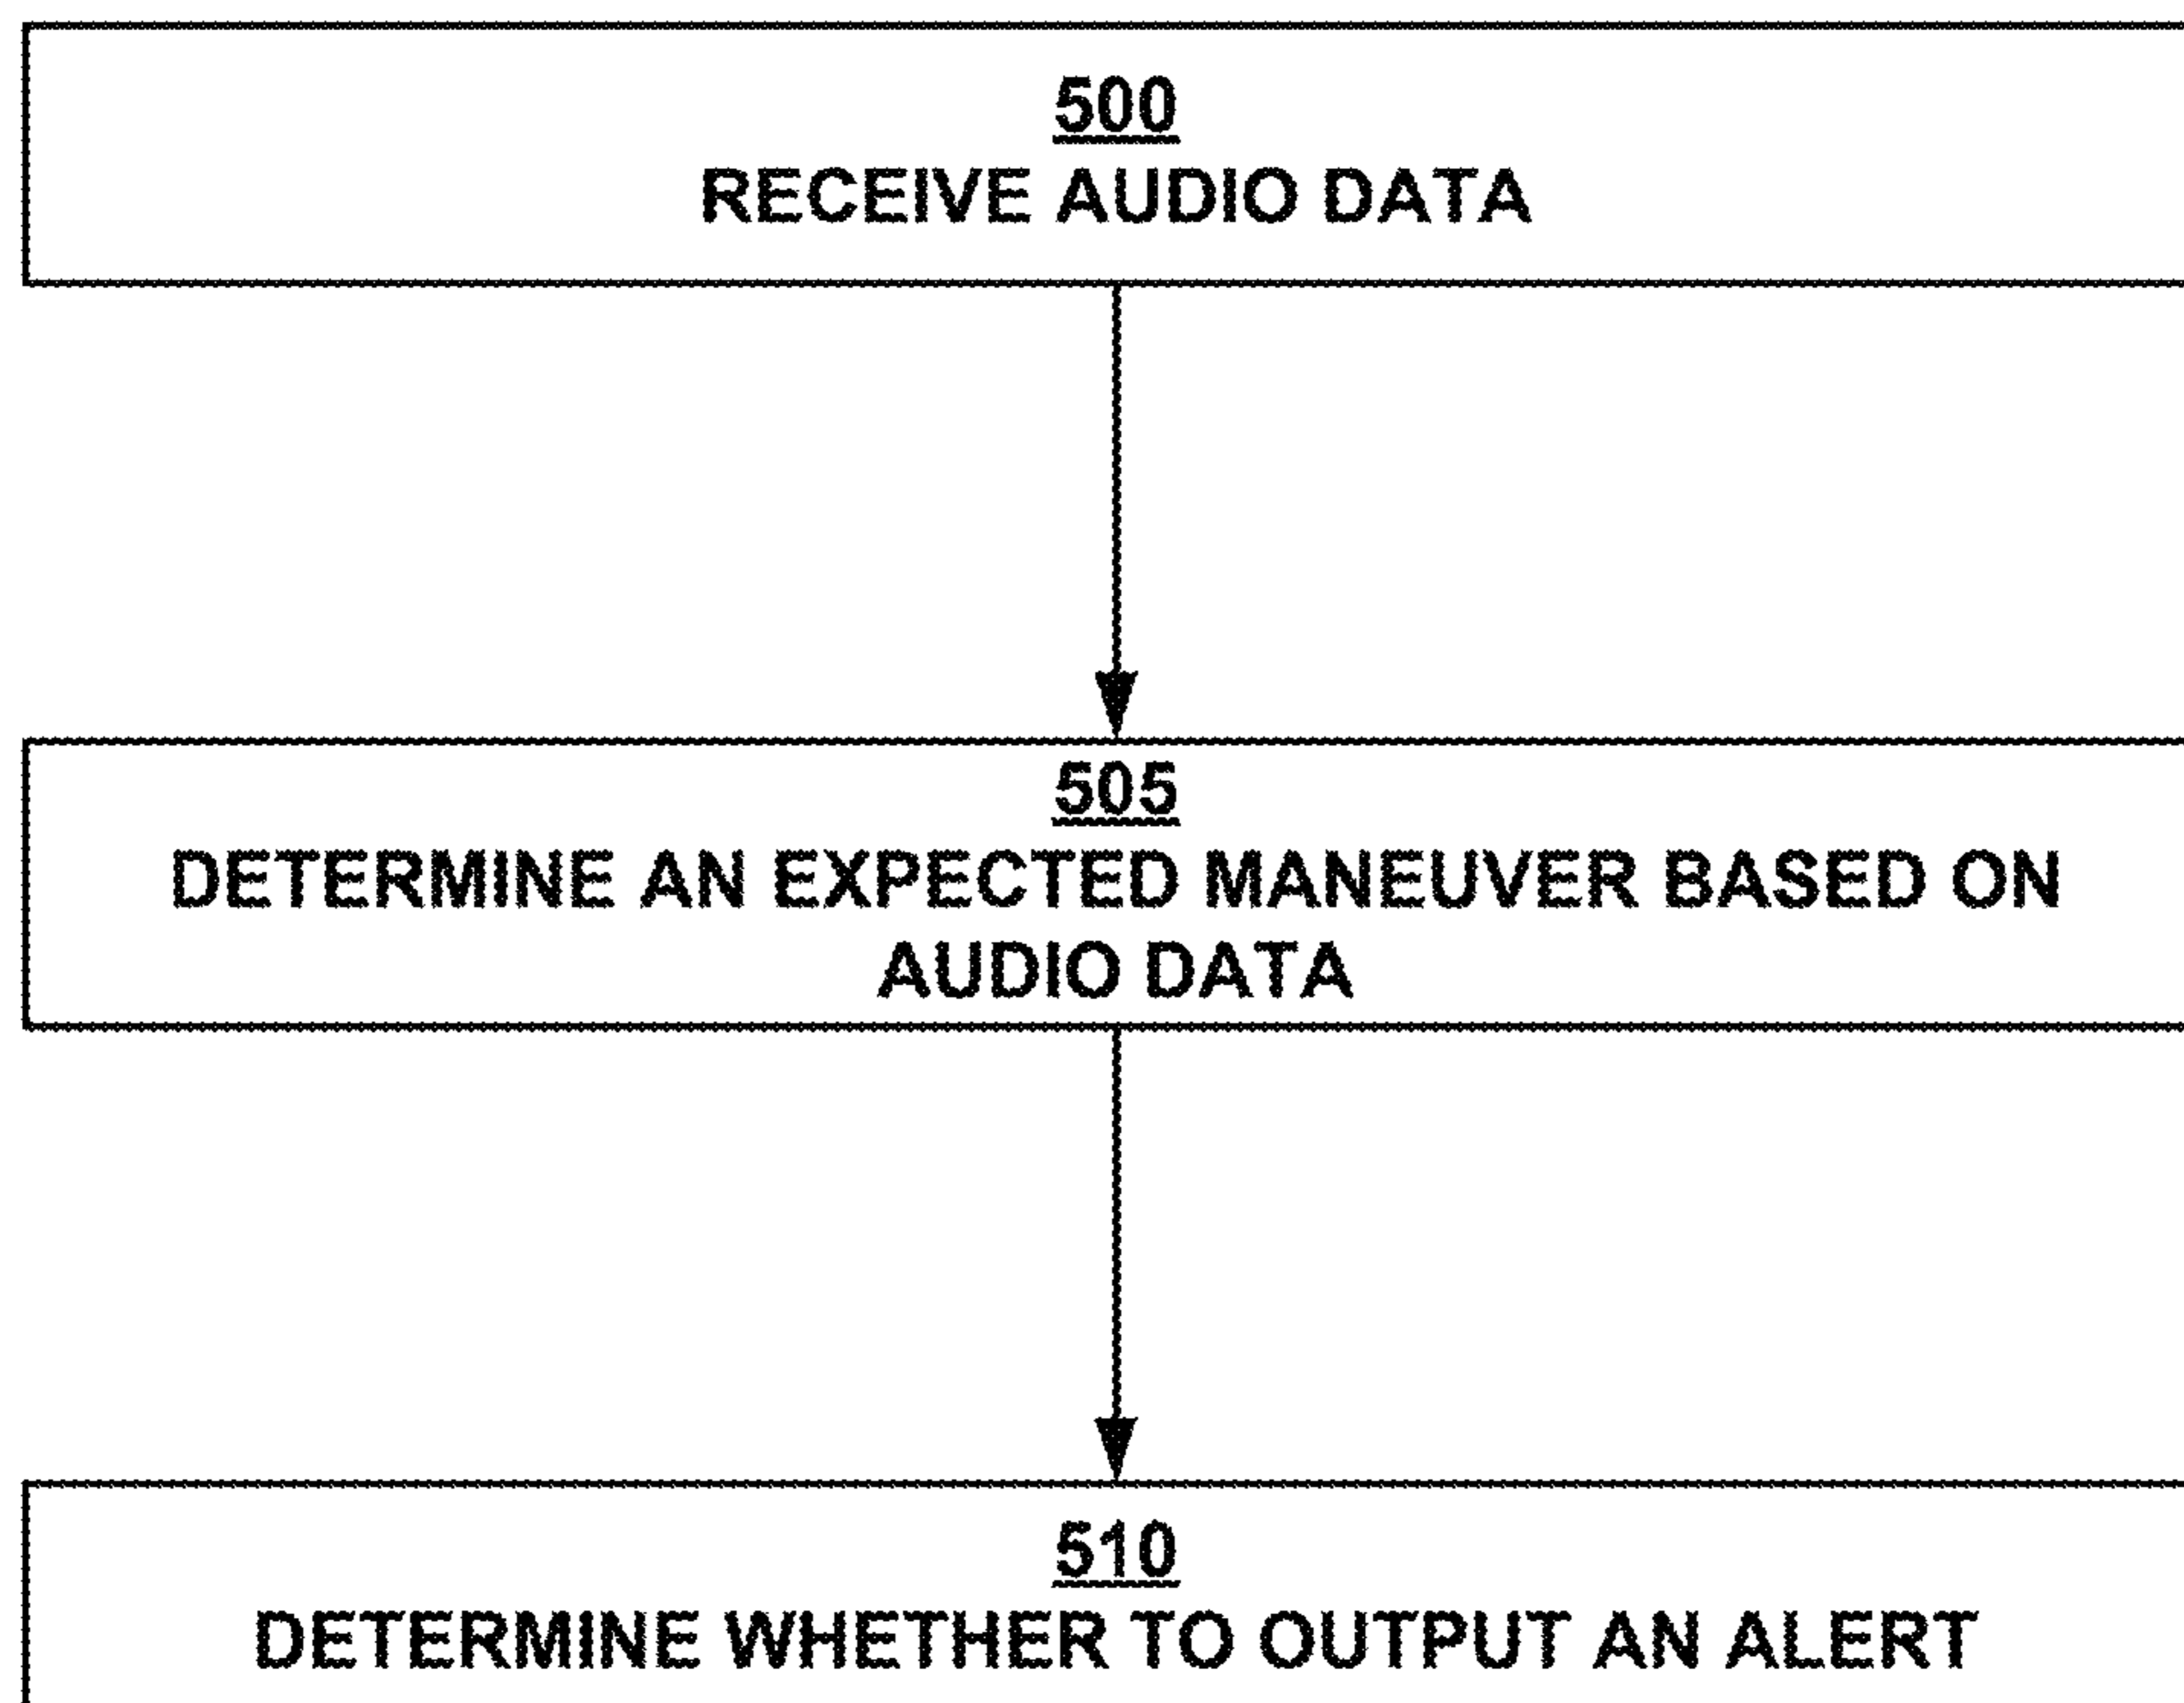 500
RECEIVE AUDIO DATA
505
DETERMINE AN EXPECTED MANEUVER BASED ON
AUDIO DATA
510
DETERMINE WHETHER TO OUTPUT AN ALERT